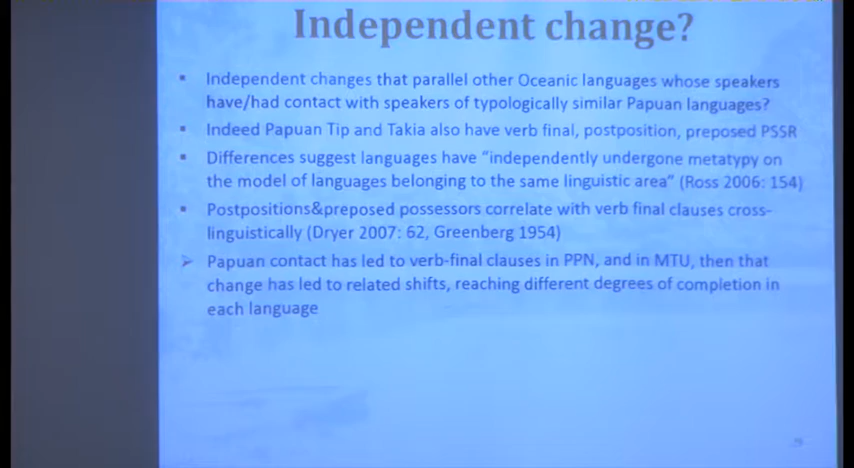 Independent change?
▪ Independent changes that parallel other Oceanic languages whose speakers
have/had contact with speakers of typologically similar Papuan languages?
▪ Indeed Papuan Tip and Takia also have verb final, postposition, preposed PSSR
▪ Differences suggest languages have “independently undergone metatypy on
the model of languages belonging to the same linguistic area” (Ross 2006: 154)
▪ Postpositions&preposed possessors correlate with verb final clauses cross-
linguistically (Dryer 2007: 62, Greenberg 1954)
➢ Papuan contact has led to verb-final clauses in PPN, and in MTU, then that
change has led to related shifts, reaching different degrees of completion in
each language